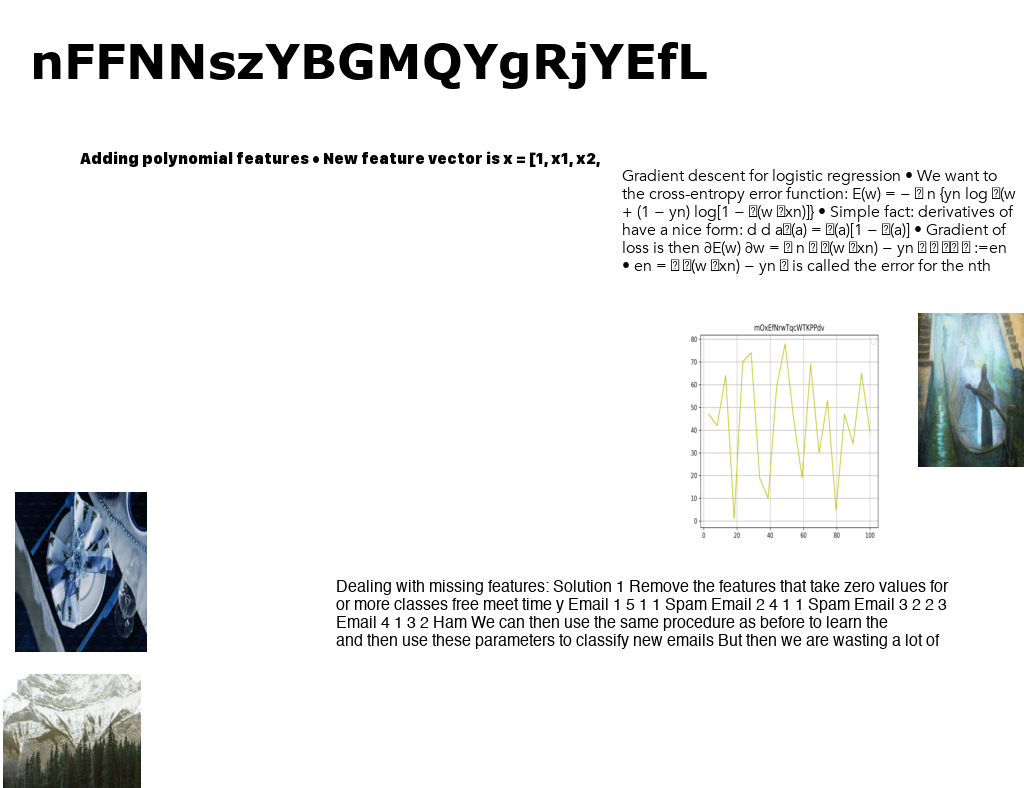 nFFNNszYBGMQYgRjYEfL
Adding polynomial features • New feature vector is x = [1, x1, x2,
Gradient descent for logistic regression • We want to
the cross-entropy error function: E(w) = − n {yn log (w
+ (1 − yn) log[1 − (w xn)]} • Simple fact: derivatives of
have a nice form: d d a (a) = (a)[1 − (a)] • Gradient of
loss is then ∂E(w) ∂w = n (w xn) − yn :=en
• en = (w xn) − yn is called the error for the nth
mOxEfNrwTqcWTKPPdv
80
70
60
50
40
30
20
10
0
0 20 40 60 80 100
Dealing with missing features: Solution 1 Remove the features that take zero values for
or more classes free meet time y Email 1 5 1 1 Spam Email 2 4 1 1 Spam Email 3 2 2 3
Email 4 1 3 2 Ham We can then use the same procedure as before to learn the
and then use these parameters to classify new emails But then we are wasting a lot of